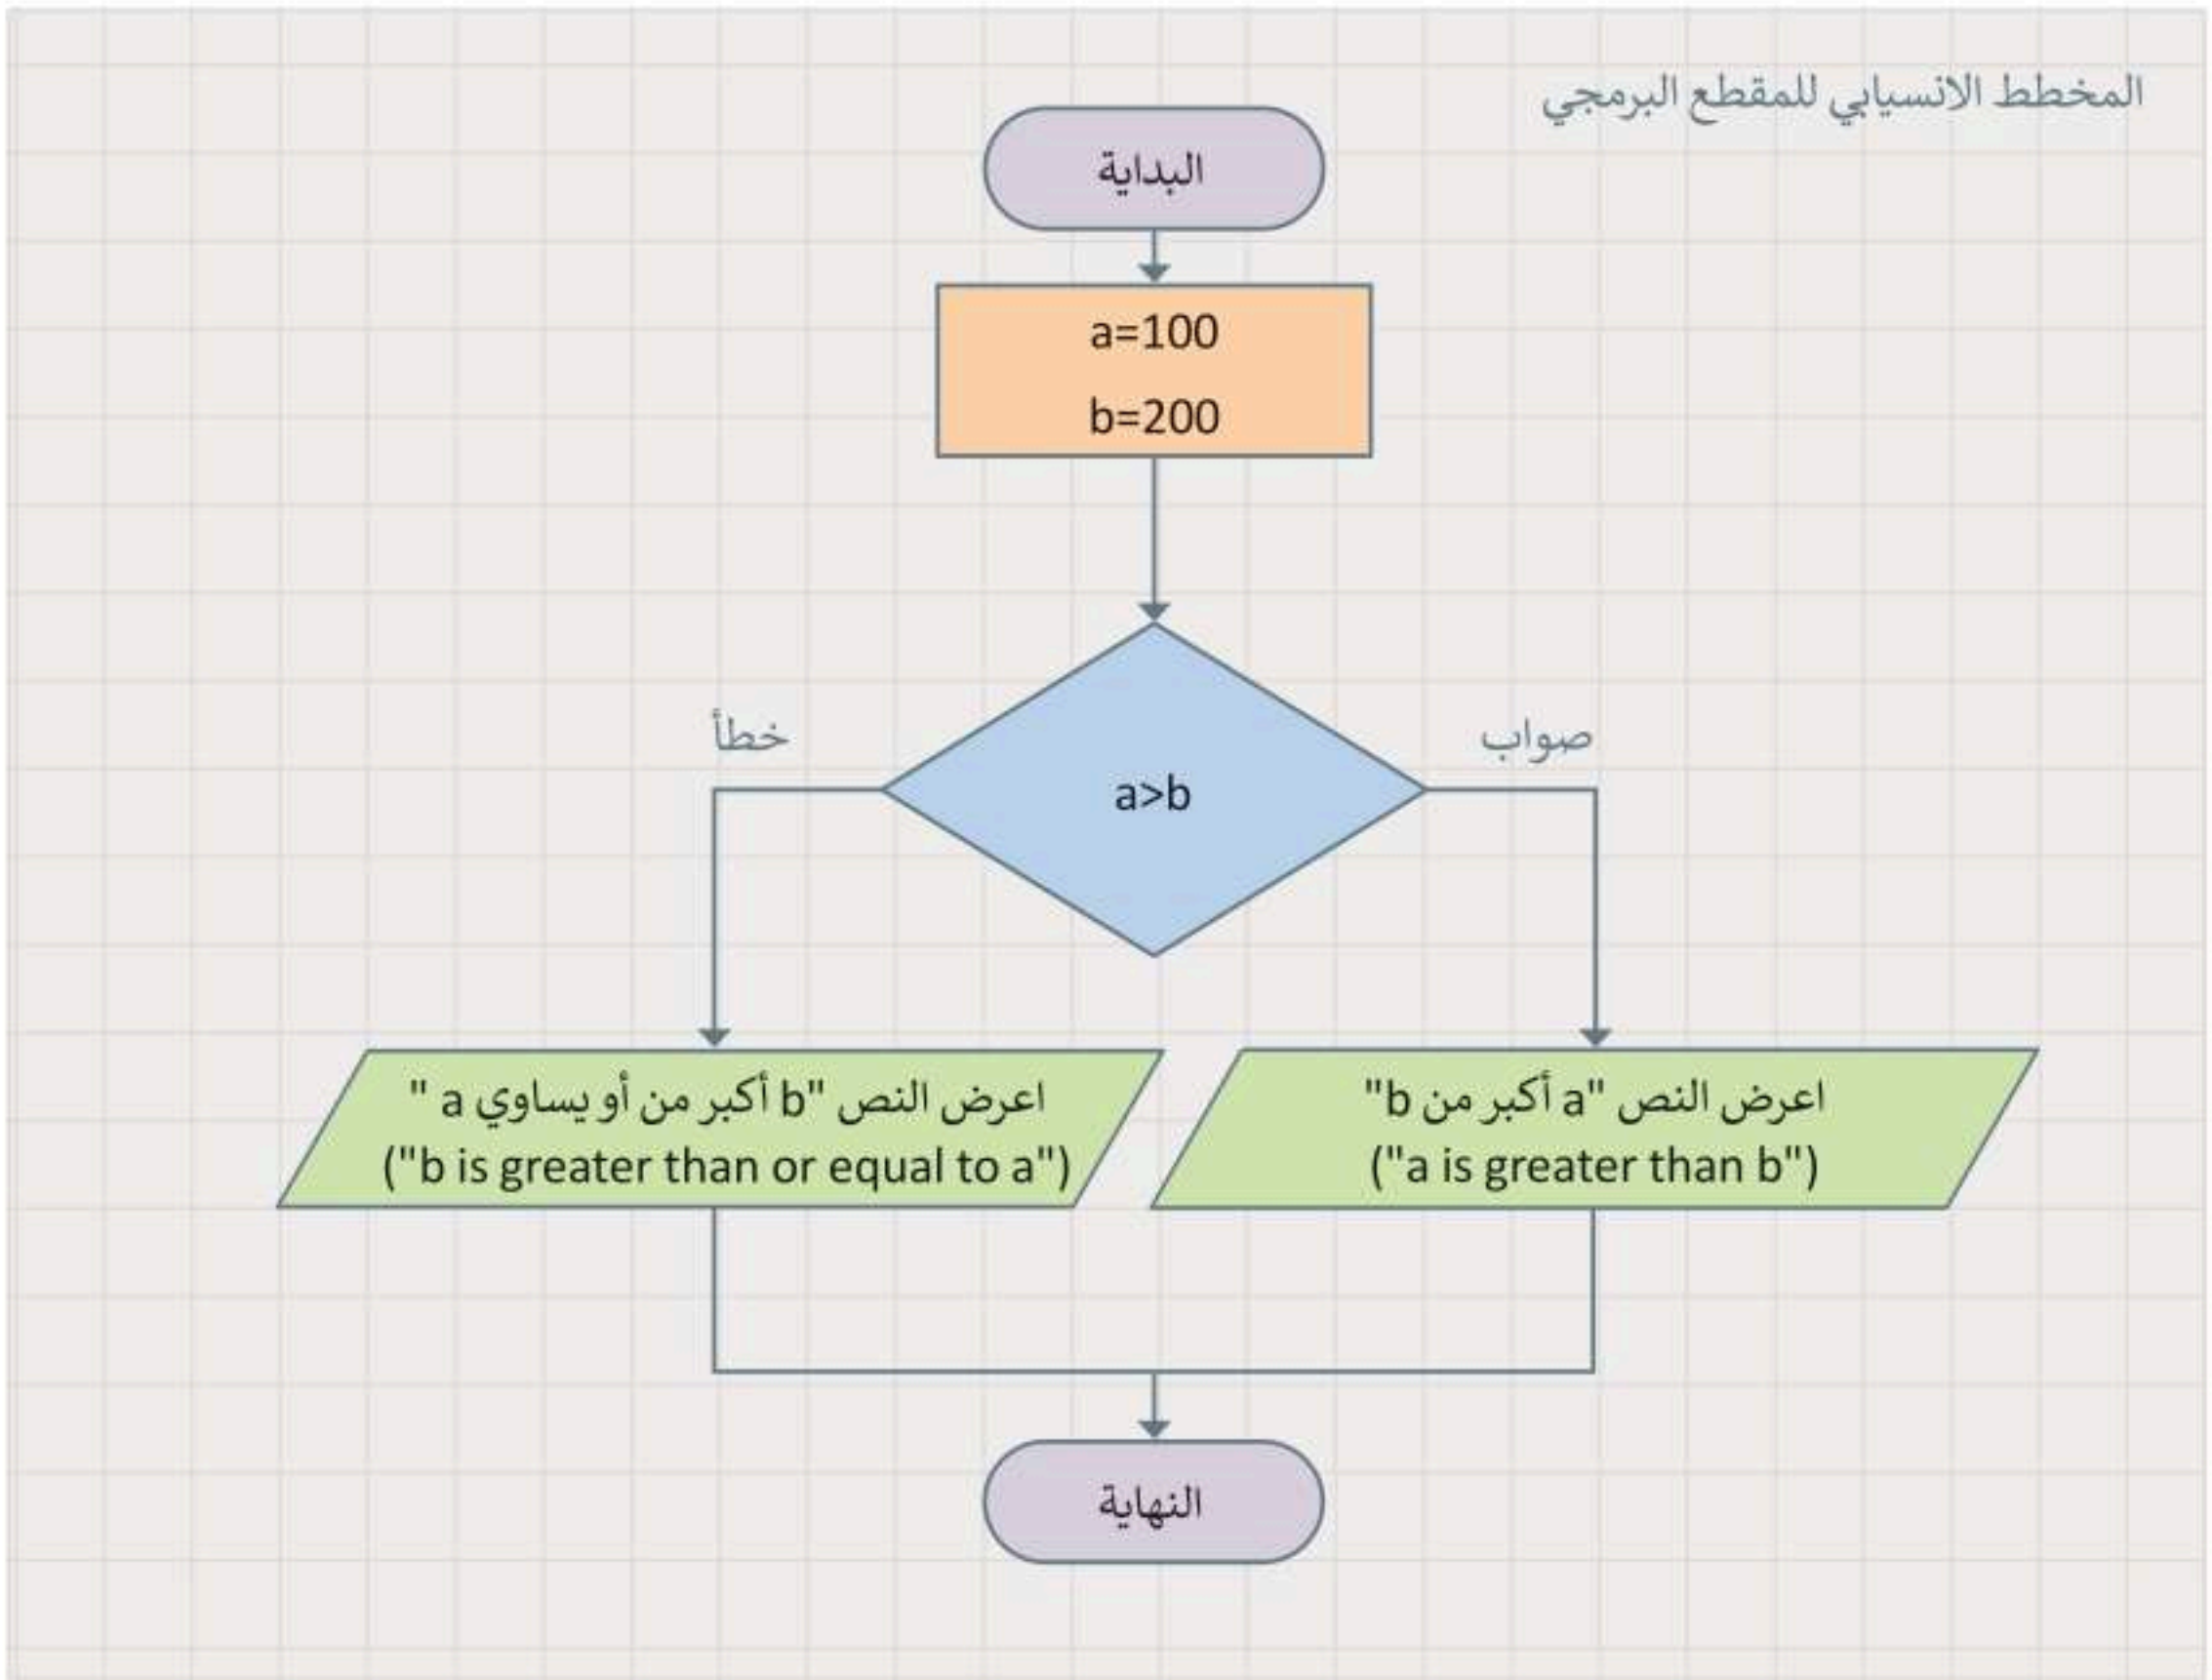 المخطط الانسيابي للمقطع البرمجي
البداية
a=100
b=200
a>b
صواب
خطأ
اعرض النص "a أكبر من b"
("a is greater than b")
اعرض النص "b أكبر من أو يساوي a "
("b is greater than or equal to a")
النهاية